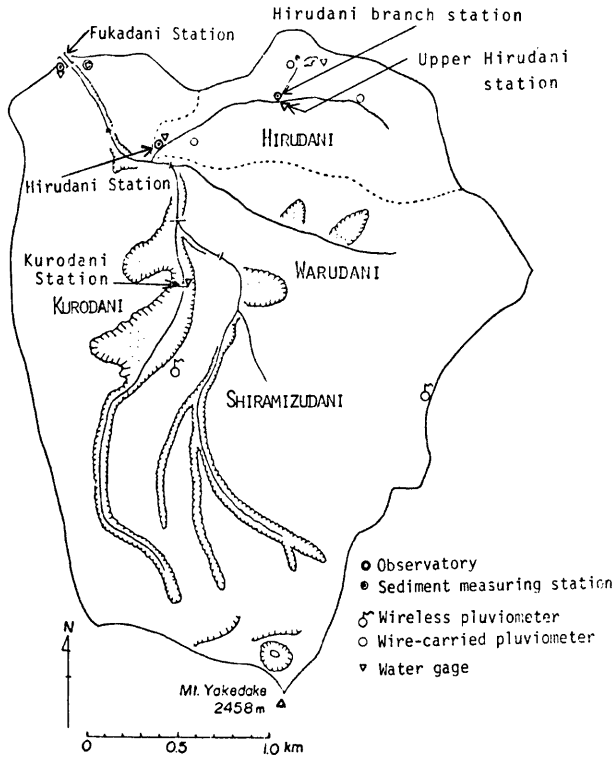 Hirudani branch station
Fukadani Station
Upper Hirudani
station
HIRUDANI
Hirudani Station
Kurodani
Station
WARUDANI
KURODANI
SHIRAMIZUDANI
Observatory
Sediment measuring station
Wireless pluviometer
Wire-carried pluviometer
Water gage
N
Mt. Yakedake
2458m
0 0.5 1.0 km